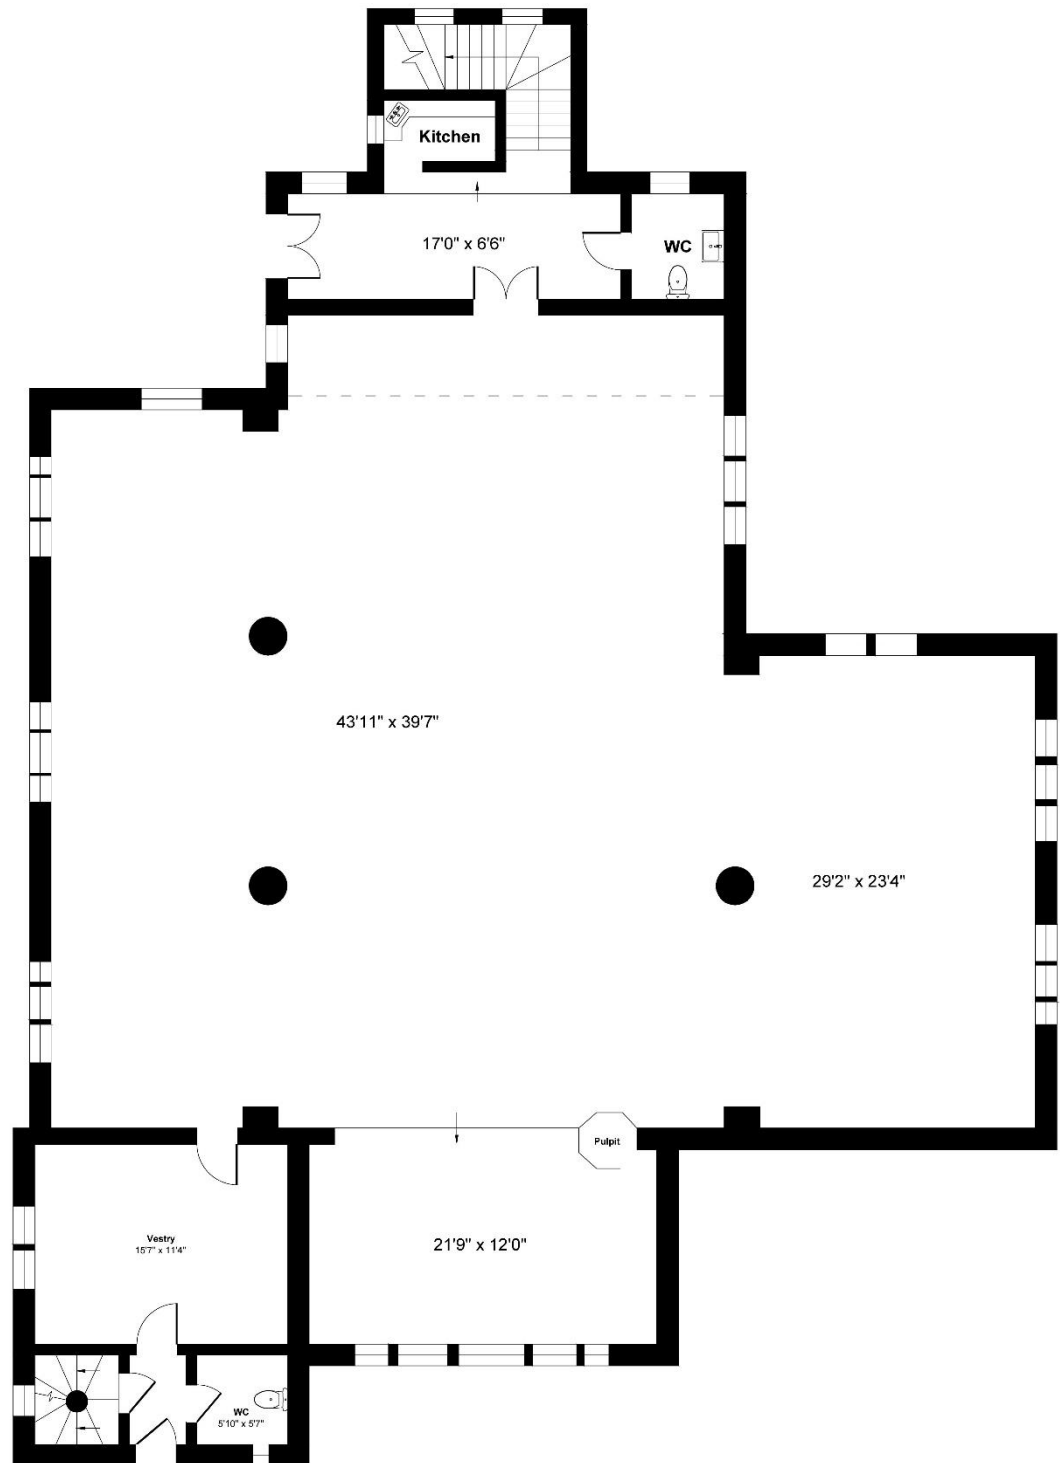 Kitchen
17'0" x 6'6"
WC
43'11" x 39'7"
29'2" x 23'4"
Pulpit
Vestry
15'7" x 11'4"
21'9" x 12'0"
WC
5'10" x 5'7"